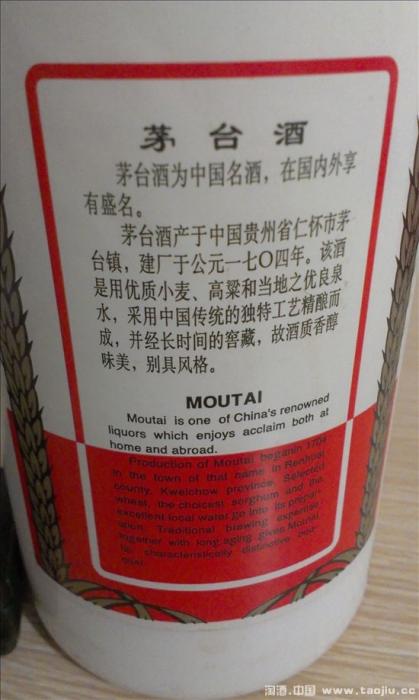 茅台酒
茅台酒为中国名酒，在国内外享
有盛名。
茅台酒产于中国贵州省仁怀市茅
台镇，建厂于公元一七〇四年。该酒
是用优质小麦、高粱和当地之优良泉
水，采用中国传统的独特工艺精酿而
成，并经长时间的窖藏，故酒质香醇
味美，别具风格。
MOUTAI
Moutai is one of China's renowned
liquors which enjoys acclaim both at
home and abroad.
Production of Moutai beganin 1704
in the town of that name in Renhuai
county, Kweichow province. Selected
wheat, the choicest sorghum and the
excellent local water go into its prepar-
ation. Traditional brewing expertise,
together with long aging gives Moutai
its characteristically distinctive bou-
quet.
淘酒.中国 www.taojiu.cc